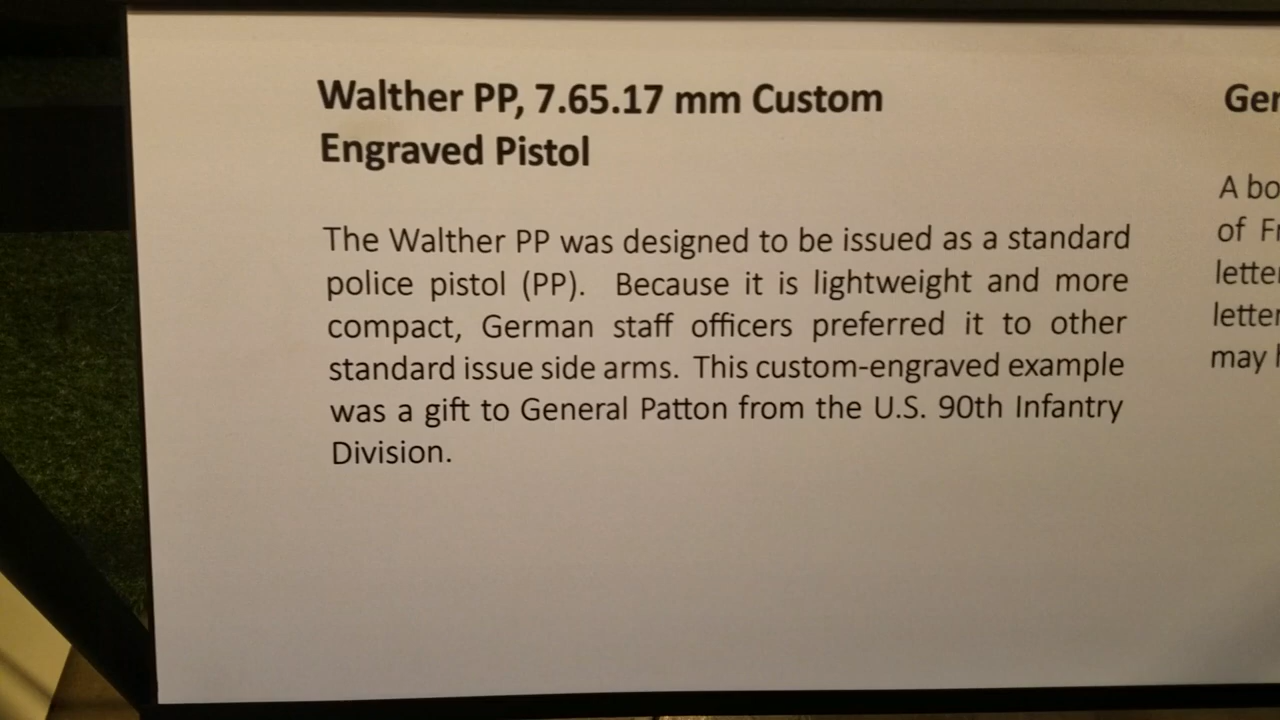 Walther PP, 7.65.17 mm Custom
Engraved Pistol
The Walther PP was designed to be issued as a standard
police pistol (PP). Because it is lightweight and more
compact, German staff officers preferred it to other
standard issue side arms. This custom-engraved example
was a gift to General Patton from the U.S. 90th Infantry
Division.
A
of
may